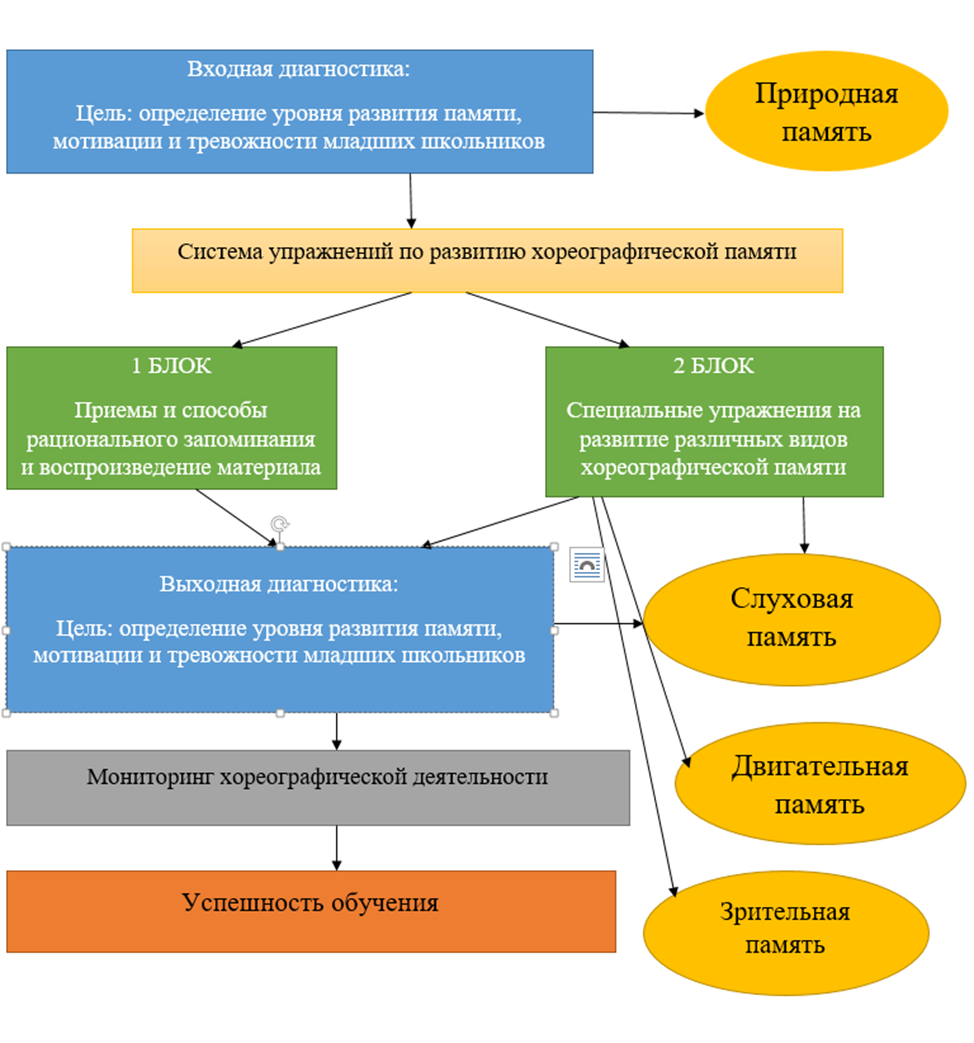 Входная диагностика:
Цель: определение уровня развития памяти,
мотивации и тревожности младших школьников
Природная
память
Система упражнений по развитию хореографической памяти
1 БЛОК
Приемы и способы
рационального запоминания
и воспроизведение материала
2 БЛОК
Специальные упражнения на
развитие различных видов
хореографической памяти
Выходная диагностика:
Цель: определение уровня развития памяти,
мотивации и тревожности младших школьников
Слуховая
память
Мониторинг хореографической деятельности
Двигательная
память
Успешность обучения
Зрительная
память